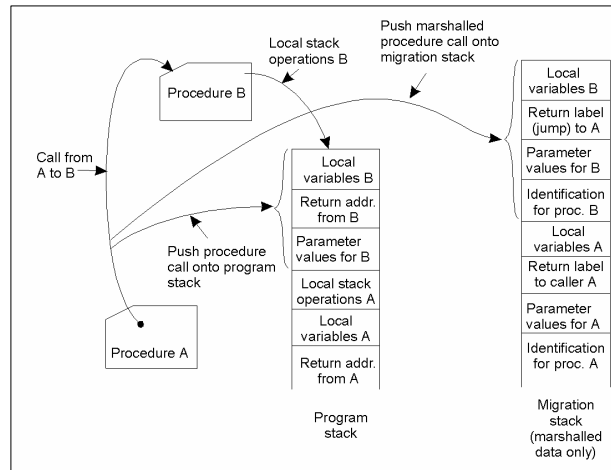 Push marshalled
procedure call onto
migration stack
Local stack
operations B
Procedure B
Call from
A to B
Push procedure
call onto program
stack
Procedure A
Local
variables B
Return addr.
from B
Parameter
values for B
Local stack
operations A
Local
variables A
Return addr.
from A
Program
stack
Local
variables B
Return label
(jump) to A
Parameter
values for B
Identification
for proc. B
Local
variables A
Return label
to caller A
Parameter
values for A
Identification
for proc. A
Migration
stack
(marshalled
data only)